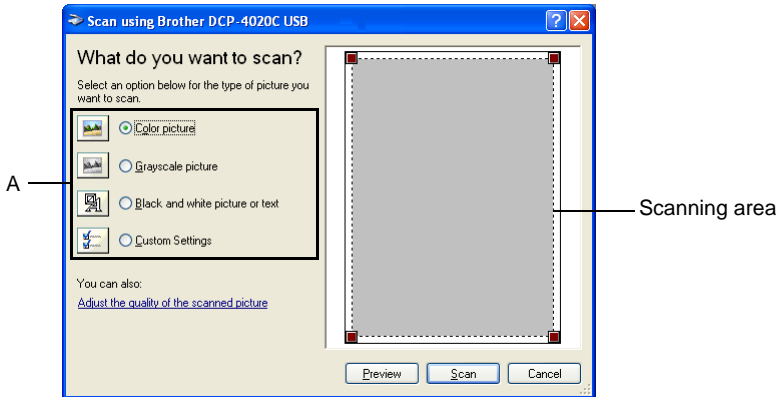 Scan using Brother DCP-4020C USB
What do you want to scan?
Select an option below for the type of picture you
want to scan.
Color picture
Grayscale picture
Black and white picture or text
Custom Settings
A
Scanning area
You can also:
Adjust the quality of the scanned picture
Preview
Scan
Cancel